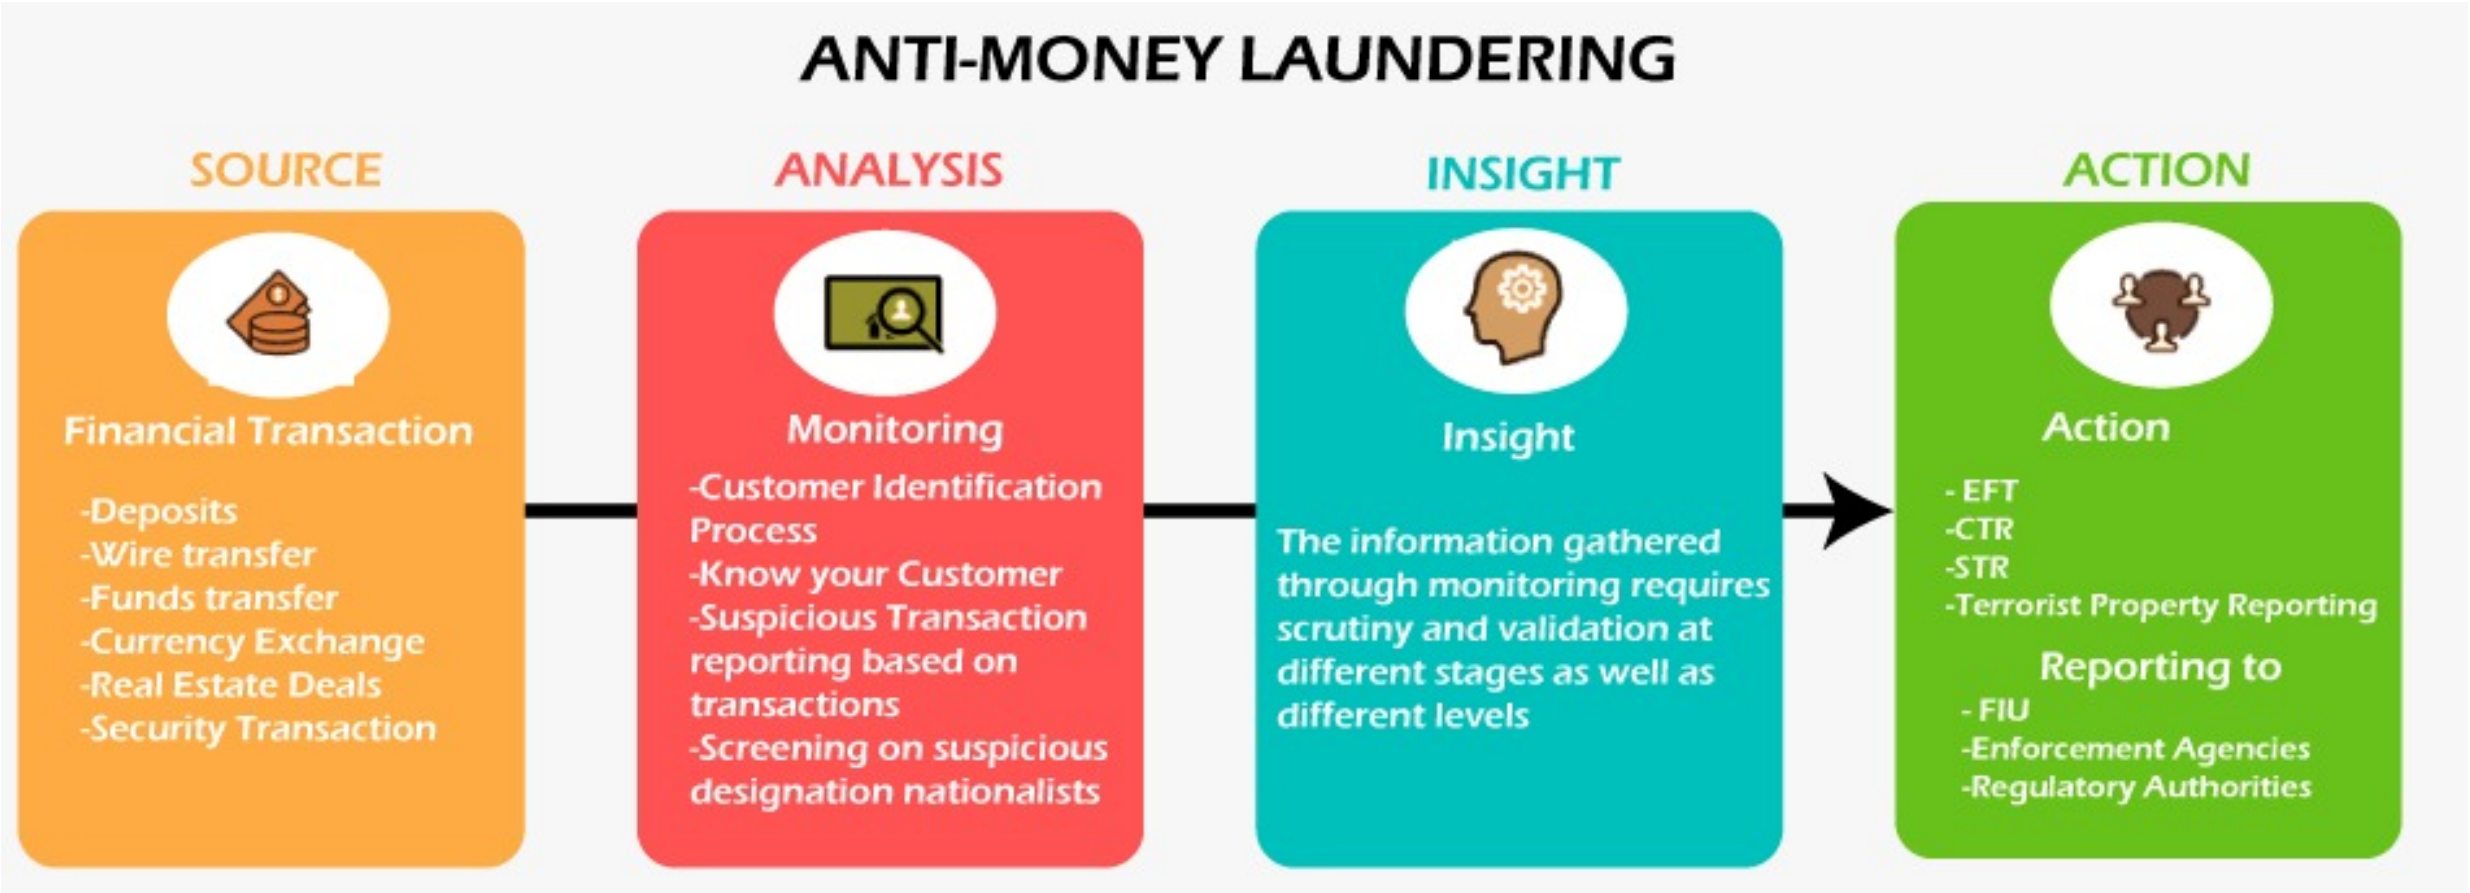 ANTI-MONEY LAUNDERING
SOURCE
Financial Transaction
-Deposits
-Wire transfer
-Funds transfer
-Currency Exchange
-Real Estate Deals
-Security Transaction
ANALYSIS
Monitoring
-Customer Identification
Process
-Know your Customer
-Suspicious Transaction
reporting based on
transactions
-Screening on suspicious
designation nationalists
INSIGHT
Insight
The information gathered
through monitoring requires
scrutiny and validation at
different stages as well as
different levels
ACTION
Action
- EFT
-CTR
-STR
-Terrorist Property Reporting
Reporting to
- FIU
-Enforcement Agencies
-Regulatory Authorities